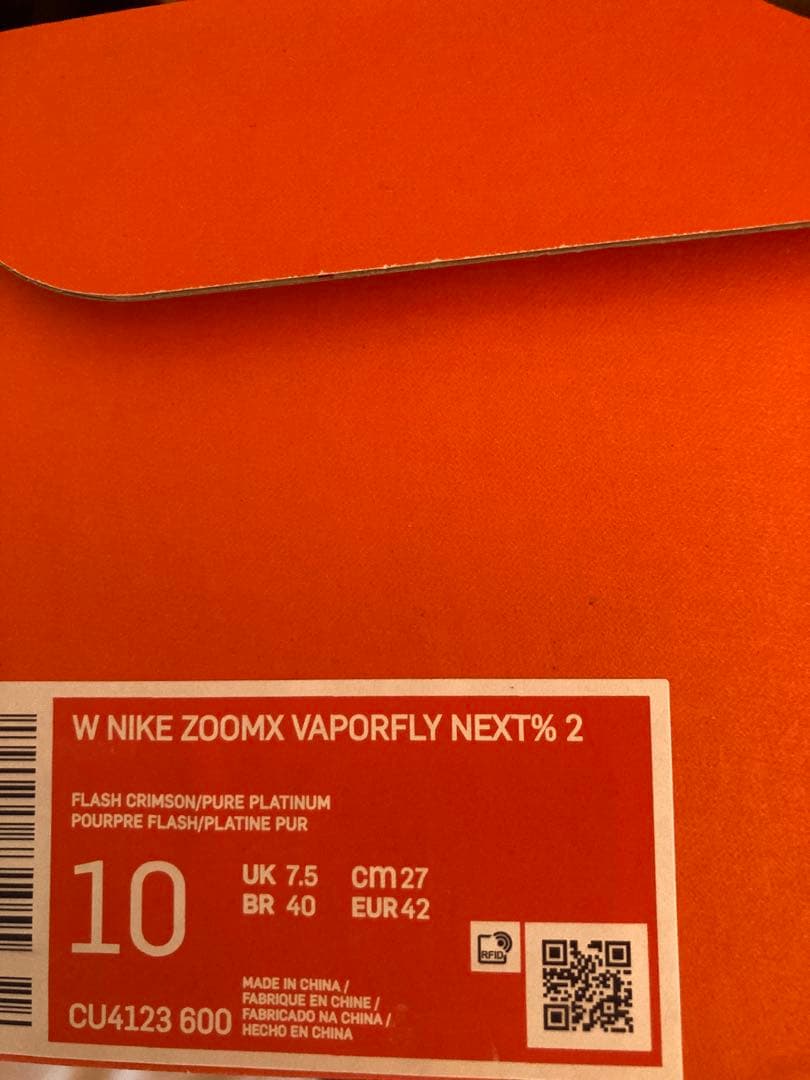 W NIKE ZOOMX VAPORFLY NEXT% 2
FLASH CRIMSON/PURE PLATINUM
POURPRE FLASH/PLATINE PUR
10
UK 7.5 cm 27
BR 40 EUR 42
RFID
CU4123 600
MADE IN CHINA /
FABRIQUE EN CHINE /
FABRICADO NA CHINA /
HECHO EN CHINA